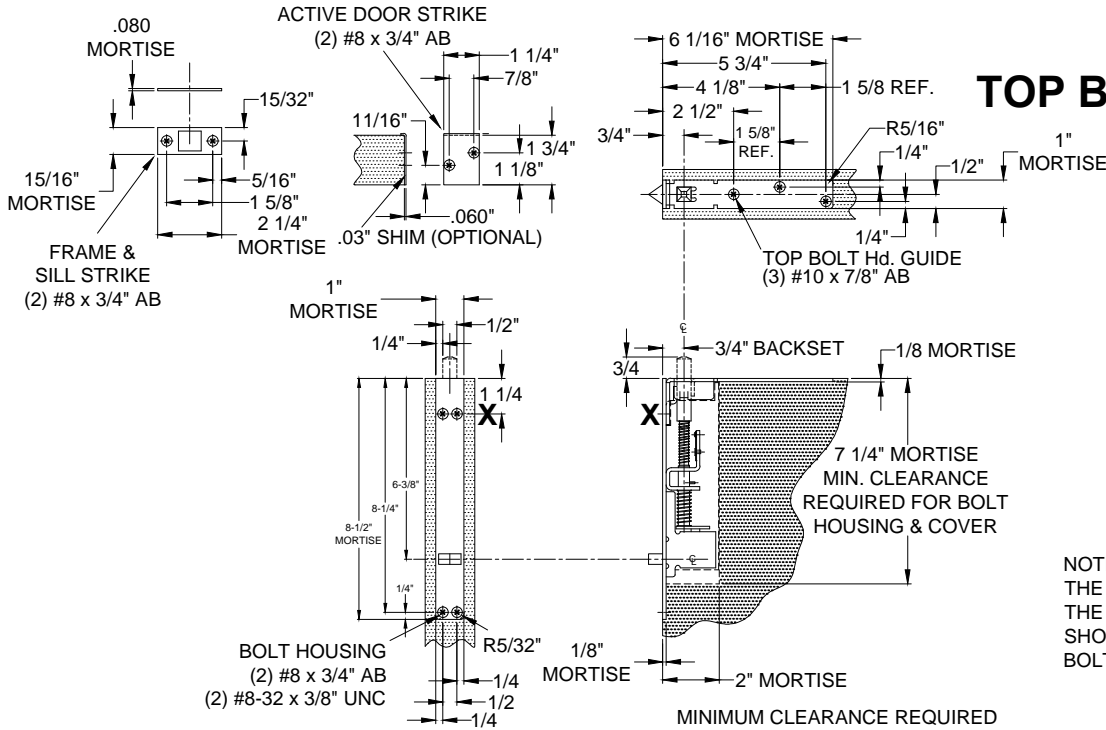 .080
MORTISE
15/32"
15/16"
MORTISE
5/16"
1 5/8"
2 1/4"
MORTISE
FRAME &
SILL STRIKE
(2) #8 x 3/4" AB
ACTIVE DOOR STRIKE
(2) #8 x 3/4" AB
1 1/4"
7/8"
11/16"
1 3/4"
1 1/8"
.060"
.03" SHIM (OPTIONAL)
6 1/16" MORTISE
5 3/4"
4 1/8"
1 5/8 REF.
2 1/2"
3/4"
1 5/8"
REF.
R5/16"
1/4"
1/2"
1"
MORTISE
1/4"
TOP BOLT Hd. GUIDE
(3) #10 x 7/8" AB
TOP B
1"
MORTISE
1/2"
1/4"
1 1/4
X
6-3/8"
8-1/4"
8-1/2"
MORTISE
1/4"
BOLT HOUSING
(2) #8 x 3/4" AB
(2) #8-32 x 3/8" UNC
R5/32"
1/4
1/2
1/4
℄
3/4" BACKSET
3/4
1/8 MORTISE
X
7 1/4" MORTISE
MIN. CLEARANCE
REQUIRED FOR BOLT
HOUSING & COVER
℄
1/8"
MORTISE
2" MORTISE
MINIMUM CLEARANCE REQUIRED
NOT
THE
THE
SHO
BOLT